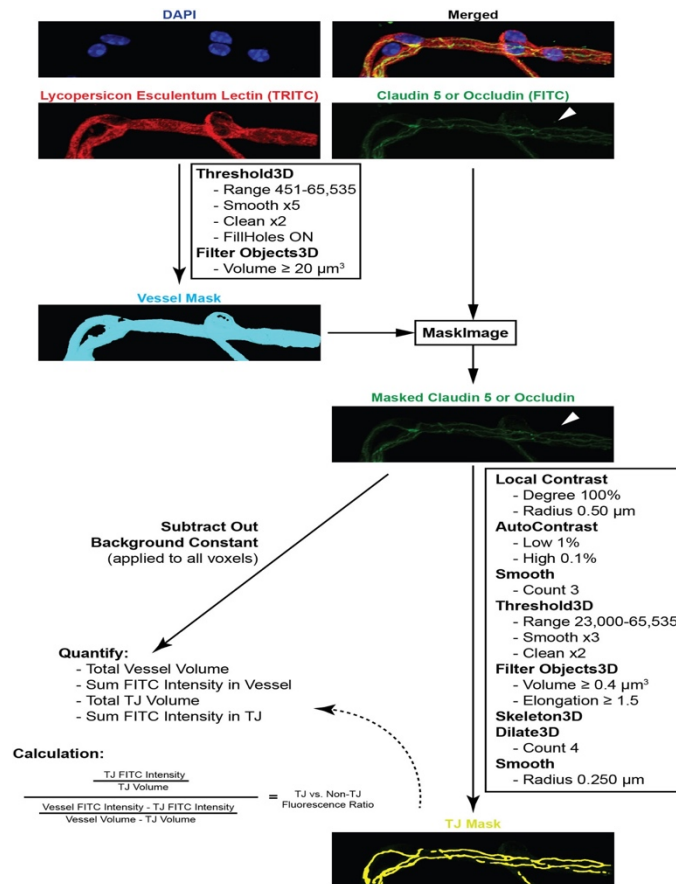 DAPI
Merged
Lycopersicon Esculentum Lectin (TRITC)
Claudin 5 or Occludin (FITC)
Threshold3D
- Range 451-65,535
- Smooth x5
- Clean x2
- FillHoles ON
Filter Objects3D
- Volume ≥ 20 µm³
Vessel Mask
MaskImage
Masked Claudin 5 or Occludin
Subtract Out
Background Constant
(applied to all voxels)
Local Contrast
- Degree 100%
- Radius 0.50 µm
AutoContrast
- Low 1%
- High 0.1%
Smooth
- Count 3
Threshold3D
- Range 23,000-65,535
- Smooth x3
- Clean x2
Filter Objects3D
- Volume ≥ 0.4 µm³
- Elongation ≥ 1.5
Skeleton3D
Dilate3D
- Count 4
Smooth
- Radius 0.250 µm
Quantify:
- Total Vessel Volume
- Sum FITC Intensity in Vessel
- Total TJ Volume
- Sum FITC Intensity in TJ
Calculation:
TJ FITC Intensity
TJ Volume
Vessel FITC Intensity - TJ FITC Intensity
Vessel Volume - TJ Volume
= TJ vs. Non-TJ
Fluorescence Ratio
TJ Mask